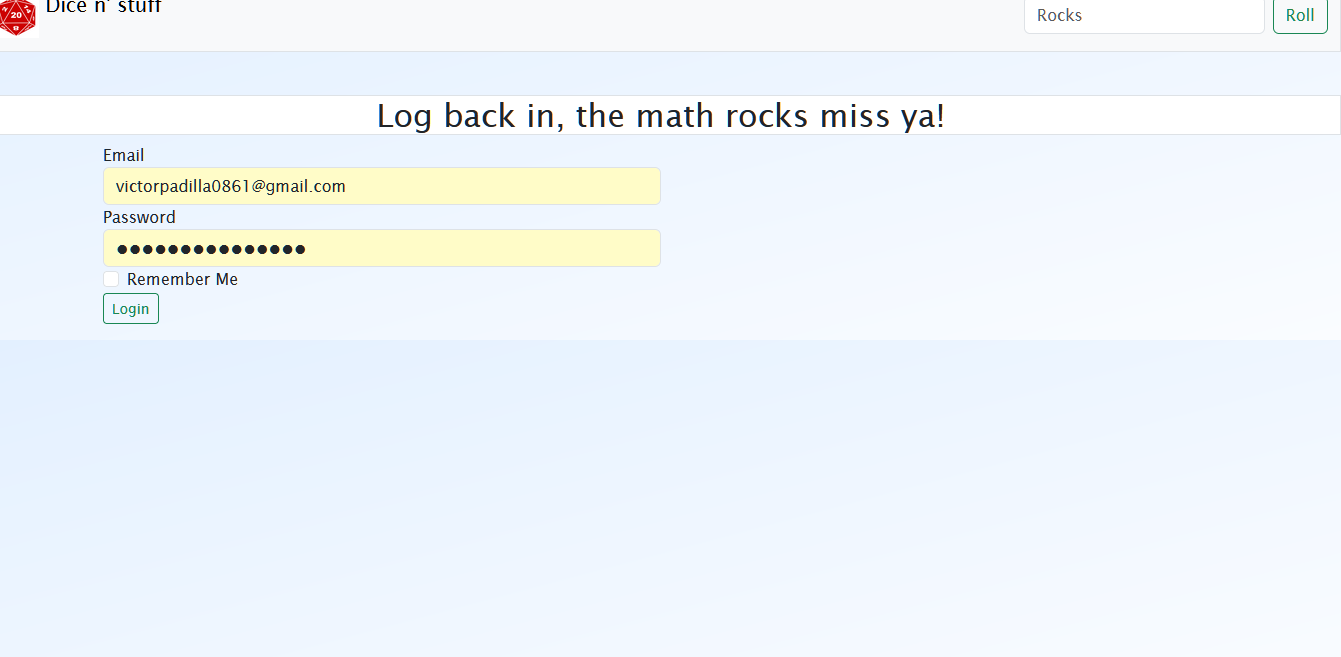 Dice n' stuff
Rocks
Roll
Log back in, the math rocks miss ya!
Email
victorpadilla0861@gmail.com
Password
●●●●●●●●●●●●●●●
Remember Me
Login
20